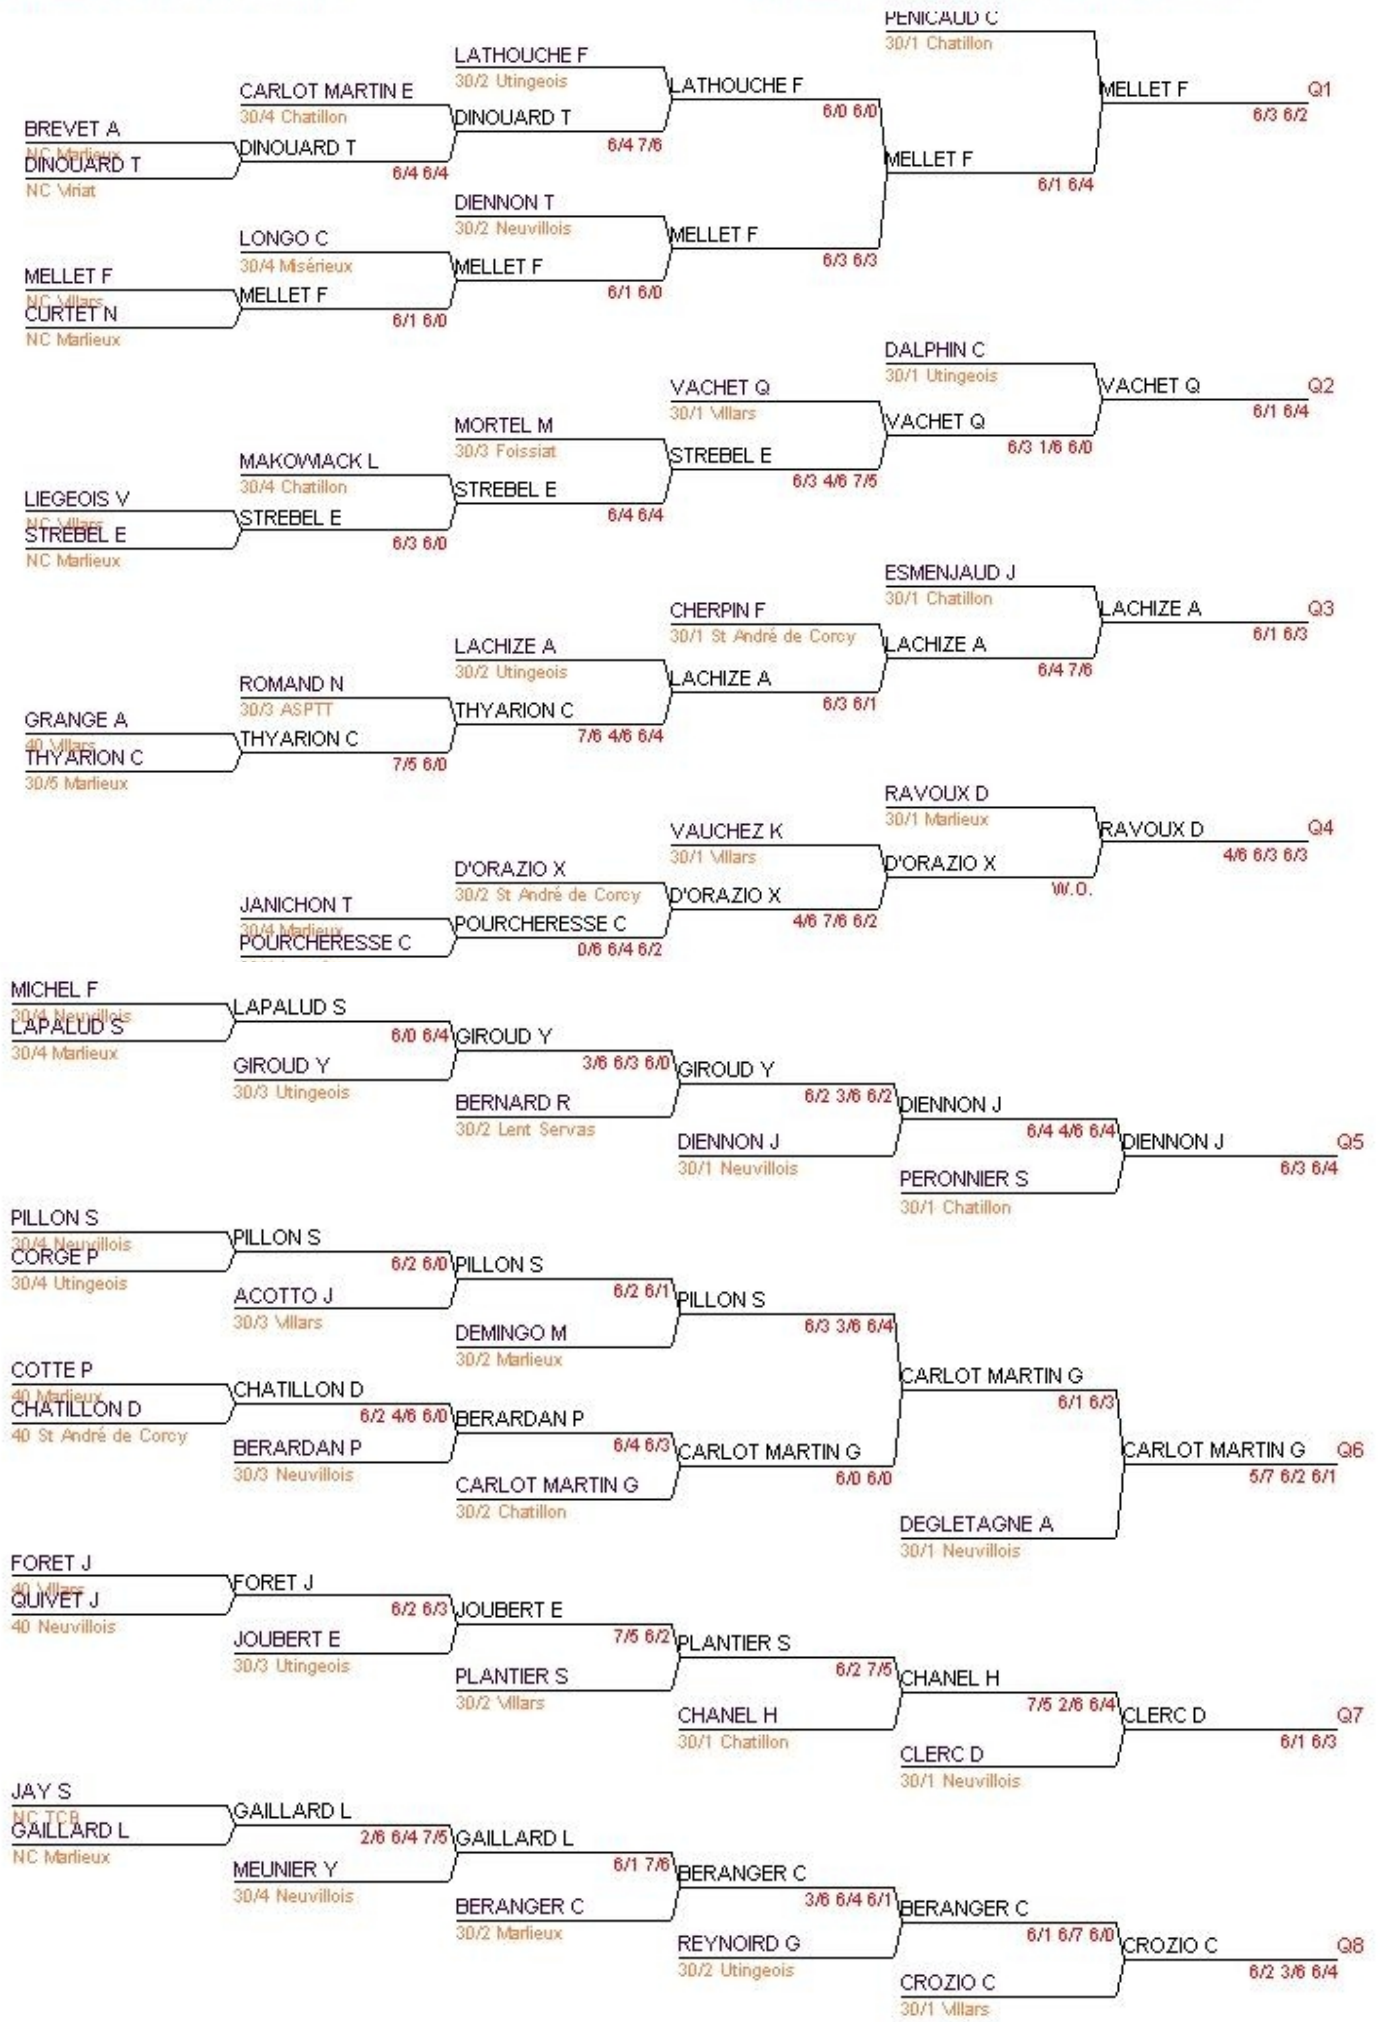 PENICAUD C
30/1 Chatillon
LATHOUCHE F
30/2 Utingeois
LATHOUCHE F
6/0 6/0
MELLET F
Q1
6/3 6/2
CARLOT MARTIN E
30/4 Chatillon
DINOUARD T
6/4 7/6
BREVET A
NC Marlieux
DINOUARD T
NC Viriat
DINOUARD T
6/4 6/4
MELLET F
6/1 6/4
DIENNON T
30/2 Neuvillois
MELLET F
6/3 6/3
LONGO C
30/4 Misérieux
MELLET F
6/1 6/0
MELLET F
NC Villars
CURTET N
NC Marlieux
MELLET F
6/1 6/0
DALPHIN C
30/1 Utingeois
VACHET Q
Q2
6/1 6/4
VACHET Q
30/1 Villars
VACHET Q
6/3 1/6 6/0
MORTEL M
30/3 Foissiat
STREBEL E
6/3 4/6 7/5
MAKOWIACK L
30/4 Chatillon
STREBEL E
6/4 6/4
LIEGEOIS V
NC Villars
STREBEL E
NC Marlieux
STREBEL E
6/3 6/0
ESMENJAUD J
30/1 Chatillon
LACHIZE A
Q3
6/1 6/3
CHERPIN F
30/1 St André de Corcy
LACHIZE A
6/4 7/6
LACHIZE A
30/2 Utingeois
LACHIZE A
6/3 6/1
ROMAND N
30/3 ASPTT
THYARION C
7/6 4/6 6/4
GRANGE A
40 Villars
THYARION C
30/5 Marlieux
THYARION C
7/5 6/0
RAVOUX D
30/1 Marlieux
RAVOUX D
Q4
4/6 6/3 6/3
VAUCHEZ K
30/1 Villars
D'ORAZIO X
W.O.
D'ORAZIO X
30/2 St André de Corcy
D'ORAZIO X
4/6 7/6 6/2
JANICHON T
30/4 Marlieux
POURCHERESSE C
POURCHERESSE C
0/6 6/4 6/2
MICHEL F
30/4 Neuvillois
LAPALUD S
30/4 Marlieux
LAPALUD S
6/0 6/4
GIROUD Y
30/3 Utingeois
GIROUD Y
3/6 6/3 6/0
BERNARD R
30/2 Lent Servas
GIROUD Y
6/2 3/6 6/2
DIENNON J
30/1 Neuvillois
DIENNON J
6/4 4/6 6/4
PERONNIER S
30/1 Chatillon
DIENNON J
Q5
6/3 6/4
PILLON S
30/4 Neuvillois
CORGE P
30/4 Utingeois
PILLON S
6/2 6/0
ACOTTO J
30/3 Villars
PILLON S
6/2 6/1
DEMINGO M
30/2 Marlieux
PILLON S
6/3 3/6 6/4
COTTE P
40 Marlieux
CHATILLON D
40 St André de Corcy
CHATILLON D
6/2 4/6 6/0
BERARDAN P
30/3 Neuvillois
BERARDAN P
6/4 6/3
CARLOT MARTIN G
30/2 Chatillon
CARLOT MARTIN G
6/0 6/0
CARLOT MARTIN G
6/1 6/3
DEGLETAGNE A
30/1 Neuvillois
CARLOT MARTIN G
Q6
5/7 6/2 6/1
FORET J
40 Villars
QUIVET J
40 Neuvillois
FORET J
6/2 6/3
JOUBERT E
30/3 Utingeois
JOUBERT E
7/5 6/2
PLANTIER S
30/2 Villars
PLANTIER S
6/2 7/5
CHANEL H
30/1 Chatillon
CHANEL H
7/5 2/6 6/4
CLERC D
30/1 Neuvillois
CLERC D
Q7
6/1 6/3
JAY S
NC TCB
GAILLARD L
NC Marlieux
GAILLARD L
2/6 6/4 7/5
MEUNIER Y
30/4 Neuvillois
GAILLARD L
6/1 7/6
BERANGER C
30/2 Marlieux
BERANGER C
3/6 6/4 6/1
REYNOIRD G
30/2 Utingeois
BERANGER C
6/1 6/7 6/0
CROZIO C
30/1 Villars
CROZIO C
Q8
6/2 3/6 6/4